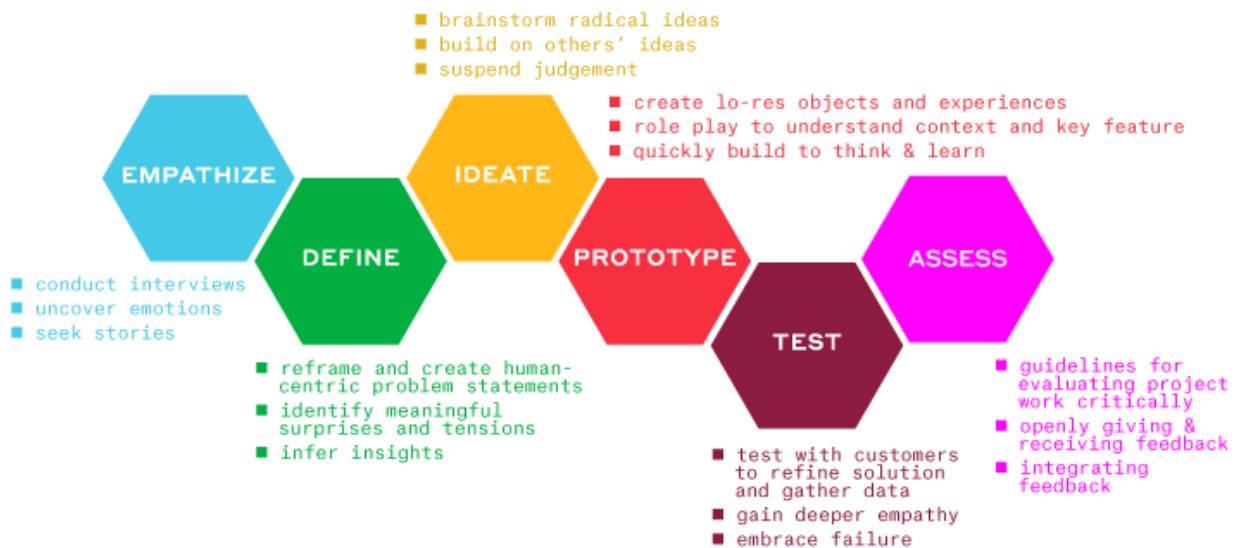 ■ brainstorm radical ideas
■ build on others' ideas
■ suspend judgement
■ create lo-res objects and experiences
■ role play to understand context and key feature
■ quickly build to think & learn
EMPATHIZE
IDEATE
DEFINE
PROTOTYPE
ASSESS
■ conduct interviews
■ uncover emotions
■ seek stories
TEST
■ reframe and create human-
centric problem statements
■ identify meaningful
surprises and tensions
■ infer insights
■ guidelines for
evaluating project
work critically
■ openly giving &
receiving feedback
■ integrating
feedback
■ test with customers
to refine solution
and gather data
■ gain deeper empathy
■ embrace failure